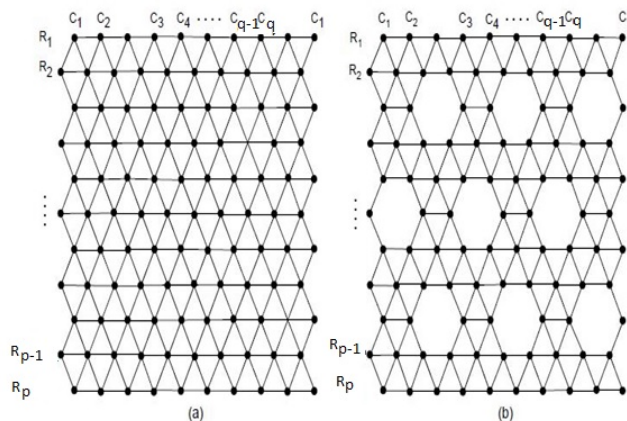 C1 C2 C3 C4 ···· Cq-1 Cq C1
C1 C2 C3 C4 ···· Cq-1 Cq C
R1
R1
R2
R2
Rp-1
Rp-1
Rp
Rp
(a)
(b)